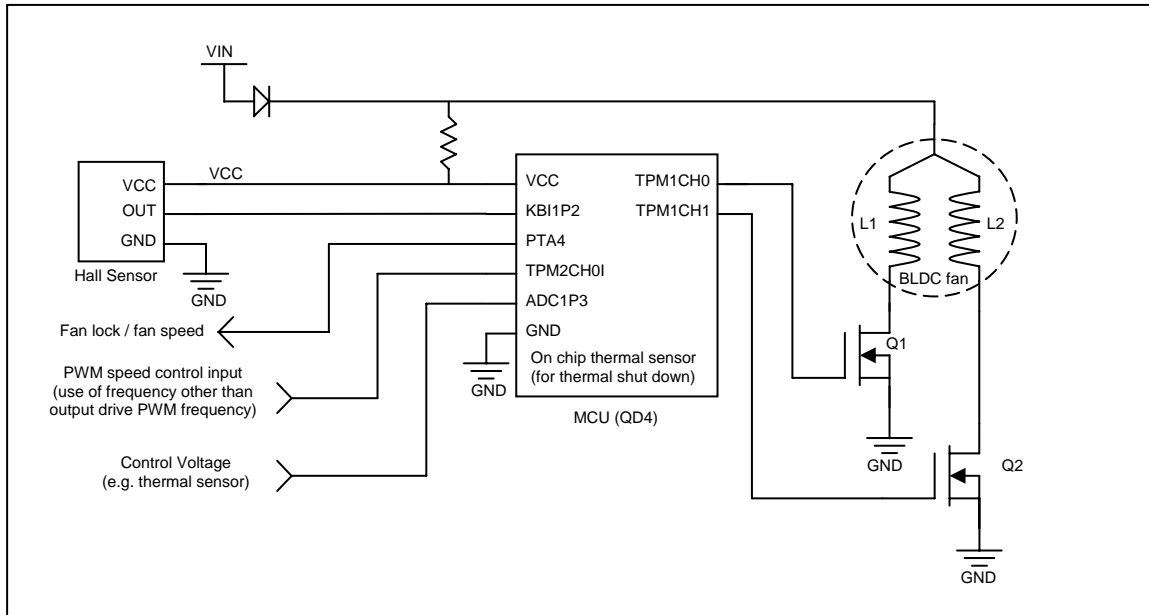 VIN
VCC
VCC
OUT
GND
Hall Sensor
GND
Fan lock / fan speed
PWM speed control input
(use of frequency other than
output drive PWM frequency)
Control Voltage
(e.g. thermal sensor)
VCC
KBI1P2
PTA4
TPM2CH0I
ADC1P3
GND
TPM1CH0
TPM1CH1
On chip thermal sensor
(for thermal shut down)
GND
MCU (QD4)
L1
L2
BLDC fan
Q1
GND
Q2
GND